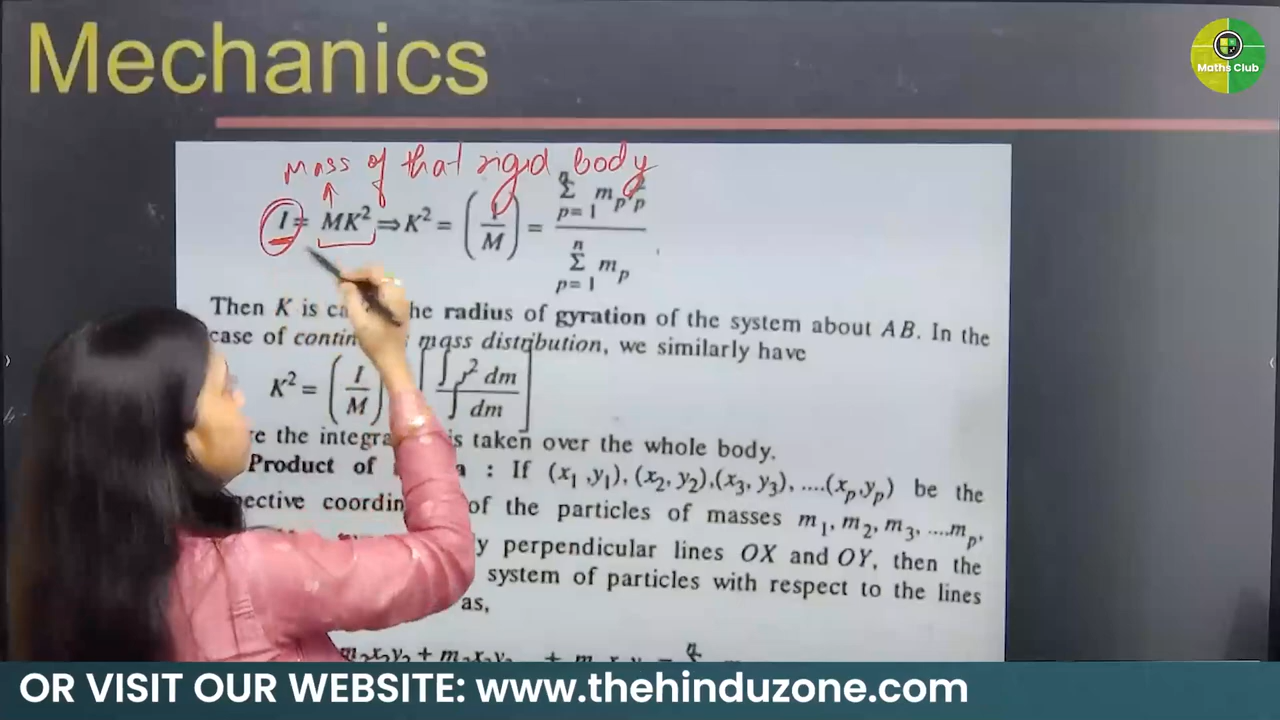 Mechanics
Maths Club
Mass of that rigid body
I = MK² ⇒ K² = (I/M) = Σ p=1 n m_p r_p² / Σ p=1 n m_p
Then K is ca he radius of gyration of the system about AB. In the
case of contin mass distribution, we similarly have
K² = (I/M) [∫ r² dm / ∫ dm]
e the integra is taken over the whole body.
Product of a : If (x₁, y₁), (x₂, y₂), (x₃, y₃), ....(x_p, y_p) be the
pective coordin of the particles of masses m₁, m₂, m₃, ....m_p,
y perpendicular lines OX and OY, then the
system of particles with respect to the lines
as,
m₂x₂y₂ +
OR VISIT OUR WEBSITE: www.thehinduzone.com